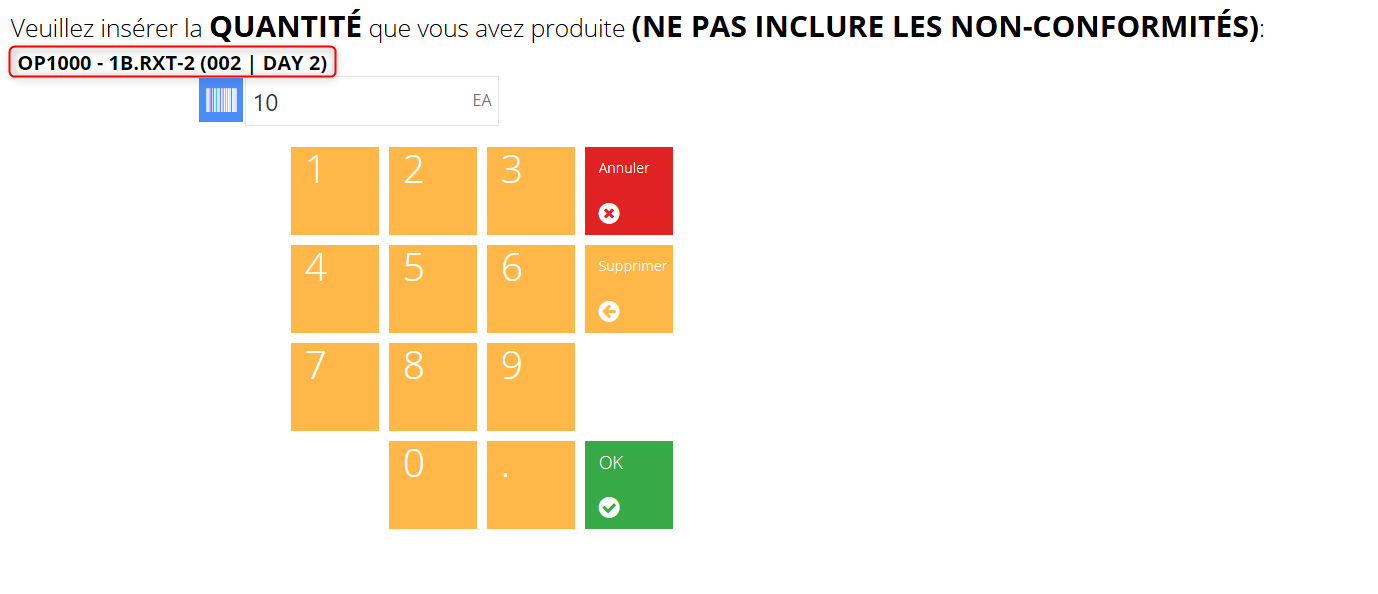 Veuillez insérer la QUANTITÉ que vous avez produite (NE PAS INCLURE LES NON-CONFORMITÉS):
OP1000 - 1B.RXT-2 (002 | DAY 2)
10 EA
1 2 3 Annuler
4 5 6 Supprimer
7 8 9
0 . OK